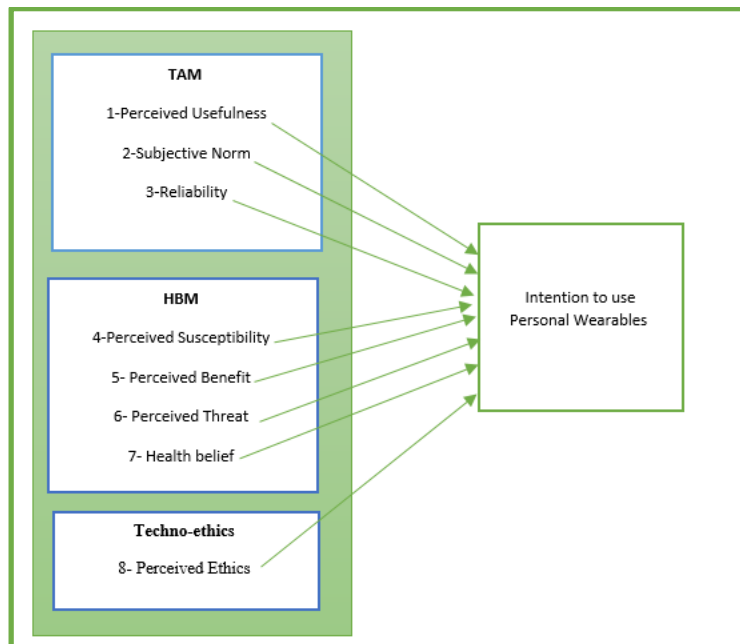 TAM
1-Perceived Usefulness
2-Subjective Norm
3-Reliability
HBM
4-Perceived Susceptibility
5- Perceived Benefit
6- Perceived Threat
7- Health belief
Techno-ethics
8- Perceived Ethics
Intention to use
Personal Wearables